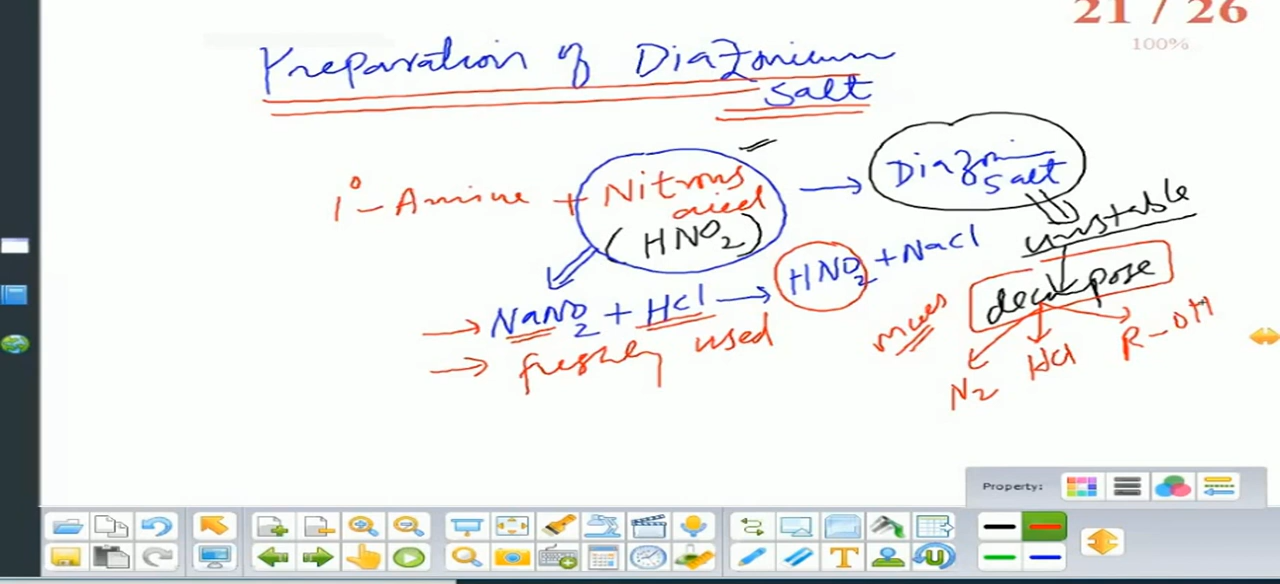 21 / 26
100%
Preparation of Diazonium
Salt
1°-Amine + Nitrous acid (HNO2) → Diazoni Salt
unstable
NaNO2 + HCl → HNO2 + NaCl
decompose
→ freshly used
N2 HCl R-OH
Property: